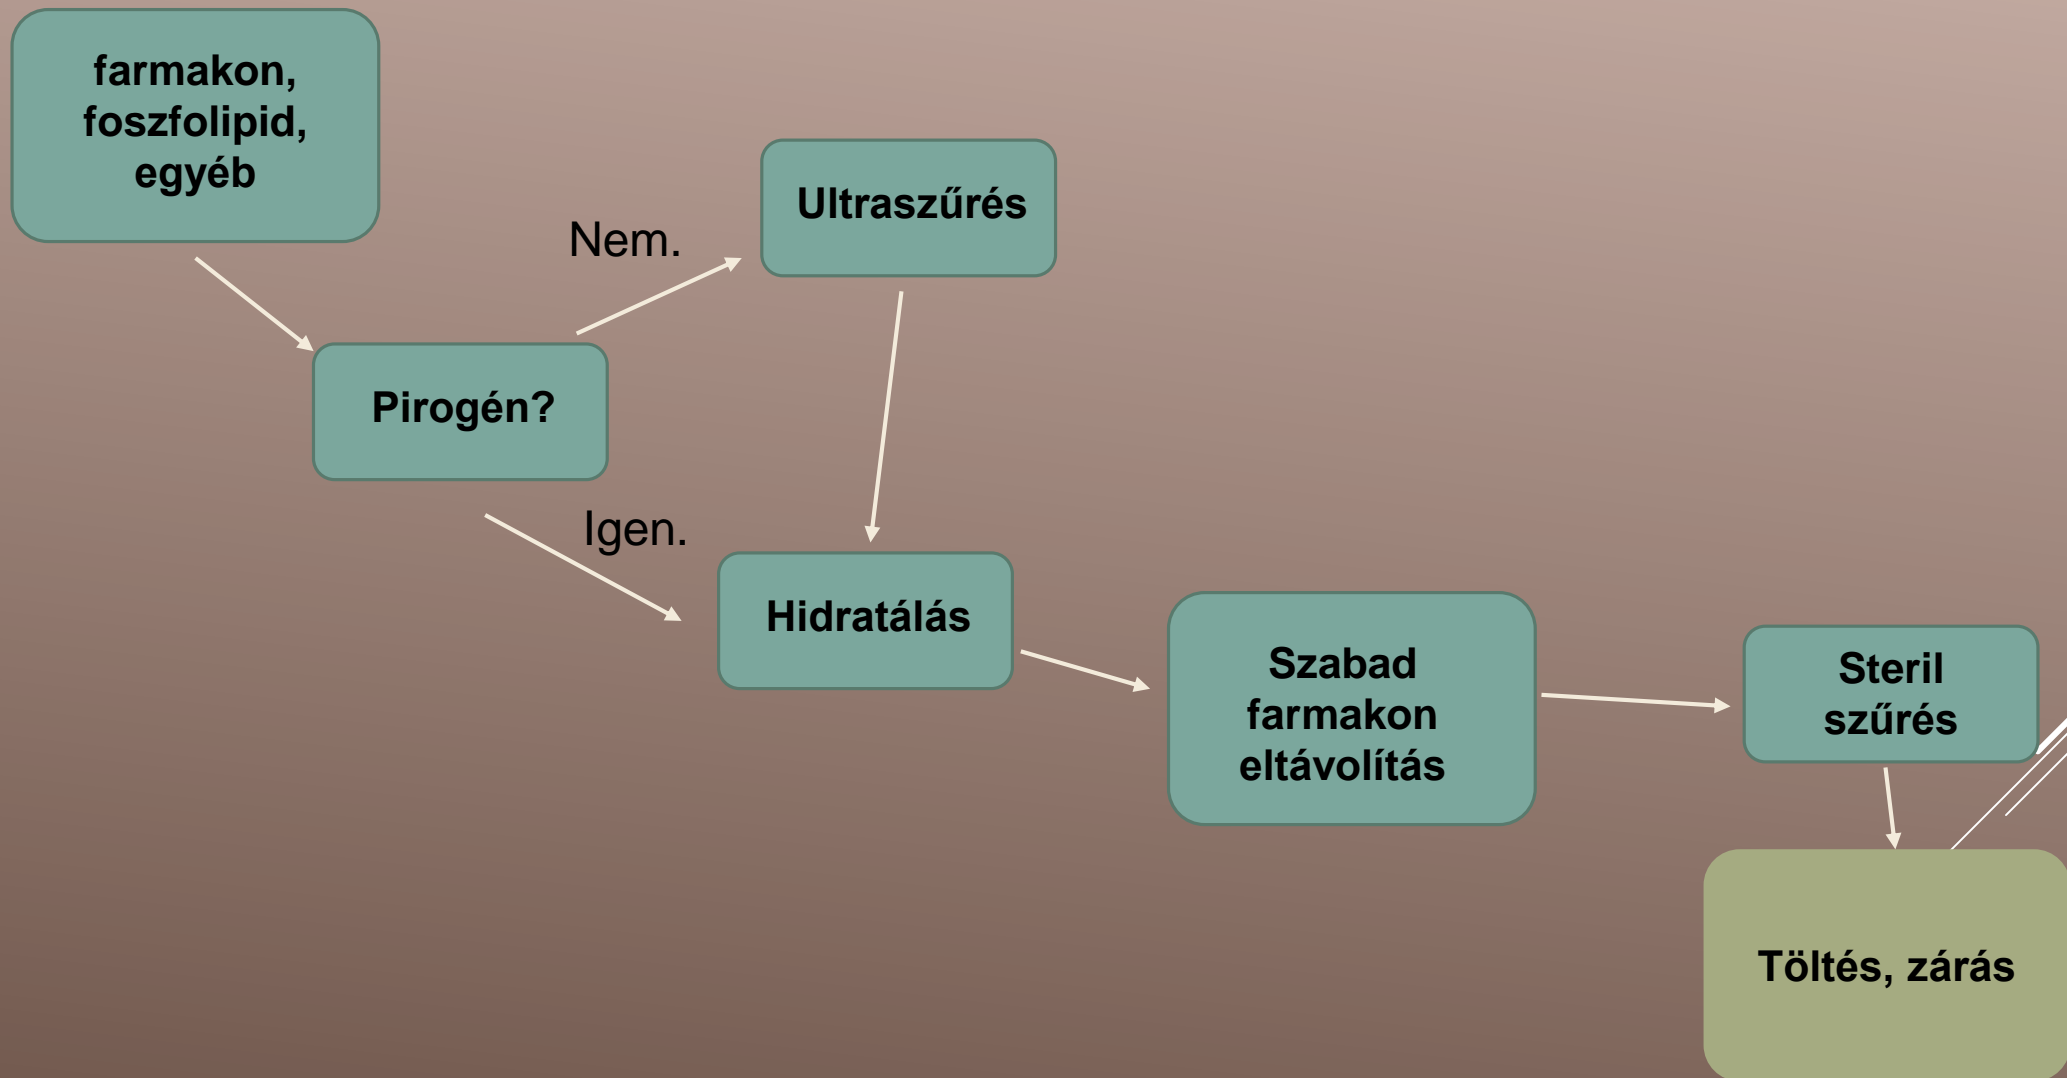 farmakon,
foszfolipid,
egyéb
Ultraszűrés
Nem.
Pirogén?
Igen.
Hidratálás
Szabad
farmakon
eltávolítás
Steril
szűrés
Töltés, zárás